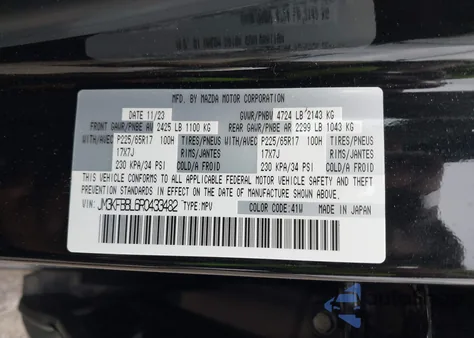 MFD. BY MAZDA MOTOR CORPORATION
DATE 11/23 GVWR/PNBV 4724 LB 2143 KG
FRONT GAWR/PNBE AV 2425 LB 1100 KG REAR GAWR/PNBE AR 2299 LB 1043 KG
WITH/AVEC P225/65R17 100H TIRES/PNEU WITH/AVEC P225/65R17 100H TIRES/PNEU
17X7J RIMS/JANTES 17X7J RIMS/JANTES
230 KPA/34 PSI COLD/A FROID 230 KPA/34 PSI COLD/A FROID
THIS VEHICLE CONFORMS TO ALL APPLICABLE FEDERAL MOTOR VEHICLE SAFETY AND THEFT
PREVENTION STANDARDS IN EFFECT ON THE DATE OF MANUFACTURE SHOWN ABOVE.
VIN: JM3KFBBL6R0433482 TYPE:MPV COLOR CODE:41W MADE IN JAPAN